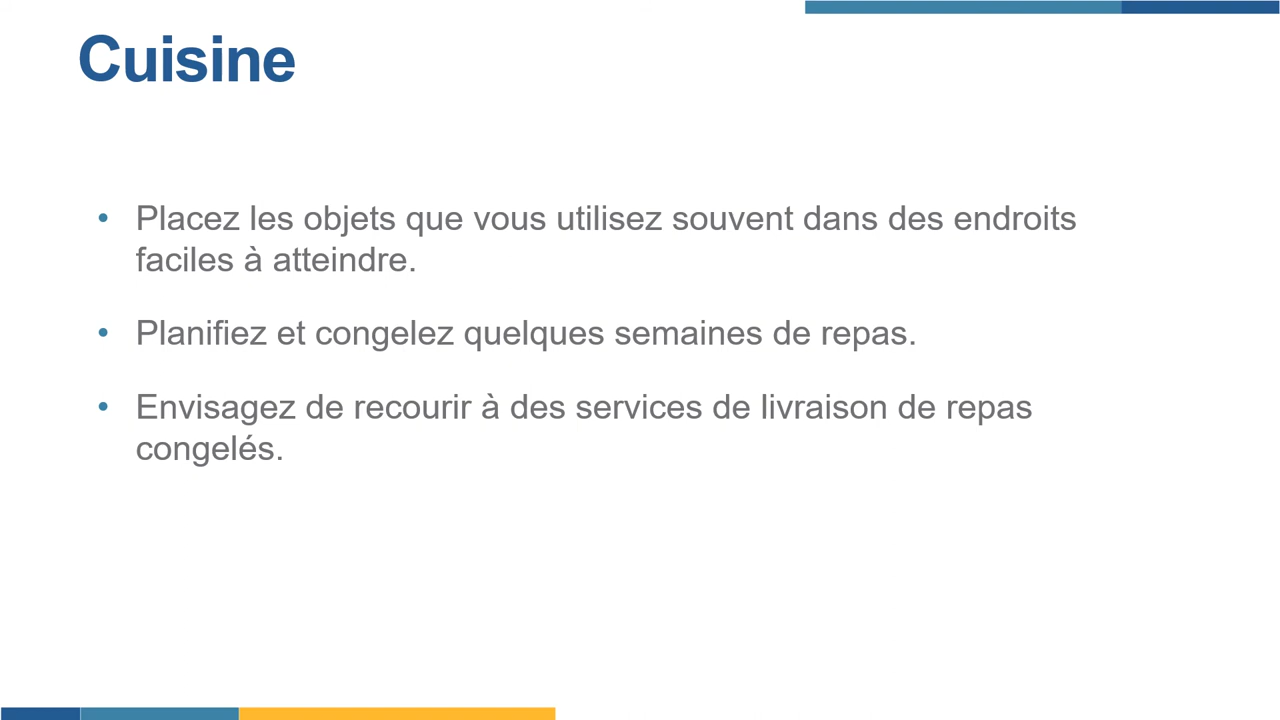 Cuisine
• Placez les objets que vous utilisez souvent dans des endroits
faciles à atteindre.
• Planifiez et congelez quelques semaines de repas.
• Envisagez de recourir à des services de livraison de repas
congelés.